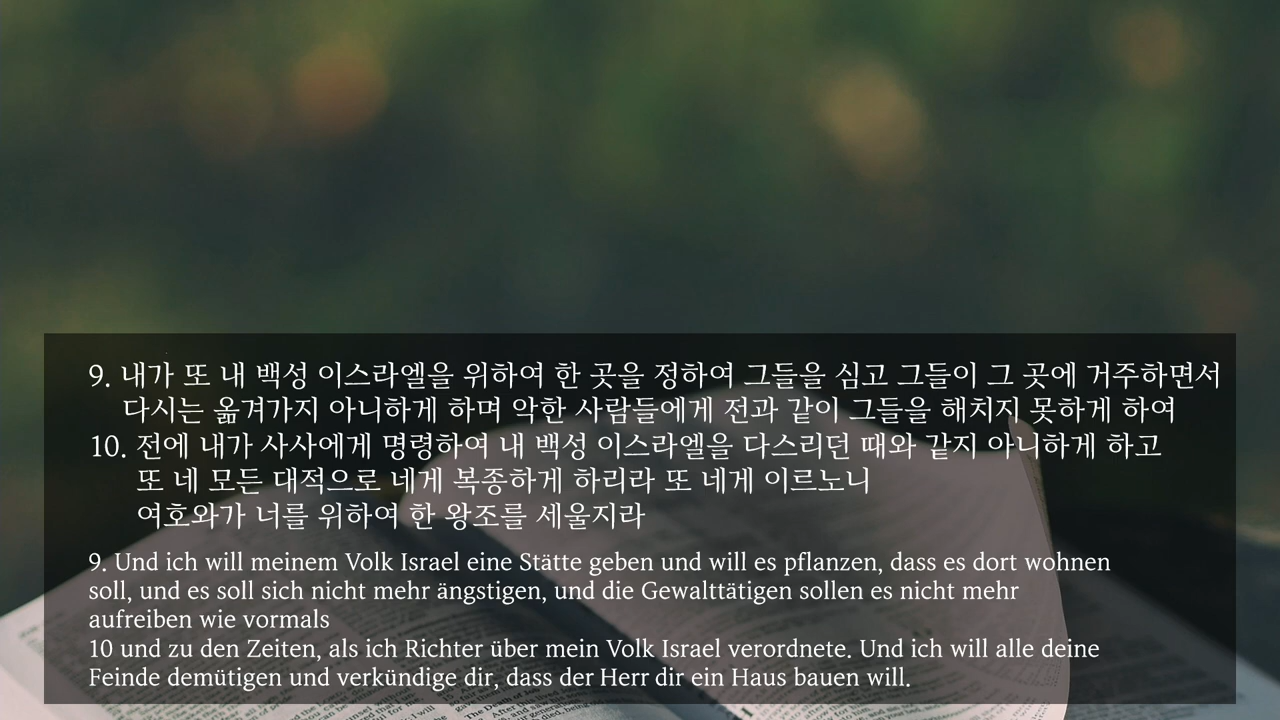 9. 내가 또 내 백성 이스라엘을 위하여 한 곳을 정하여 그들을 심고 그들이 그 곳에 거주하면서
다시는 옮겨가지 아니하게 하며 악한 사람들에게 전과 같이 그들을 해치지 못하게 하여
10. 전에 내가 사사에게 명령하여 내 백성 이스라엘을 다스리던 때와 같지 아니하게 하고
또 네 모든 대적으로 네게 복종하게 하리라 또 네게 이르노니
여호와가 너를 위하여 한 왕조를 세울지라
9. Und ich will meinem Volk Israel eine Stätte geben und will es pflanzen, dass es dort wohnen
soll, und es soll sich nicht mehr ängstigen, und die Gewalttätigen sollen es nicht mehr
aufreiben wie vormals
10 und zu den Zeiten, als ich Richter über mein Volk Israel verordnete. Und ich will alle deine
Feinde demütigen und verkündige dir, dass der Herr dir ein Haus bauen will.